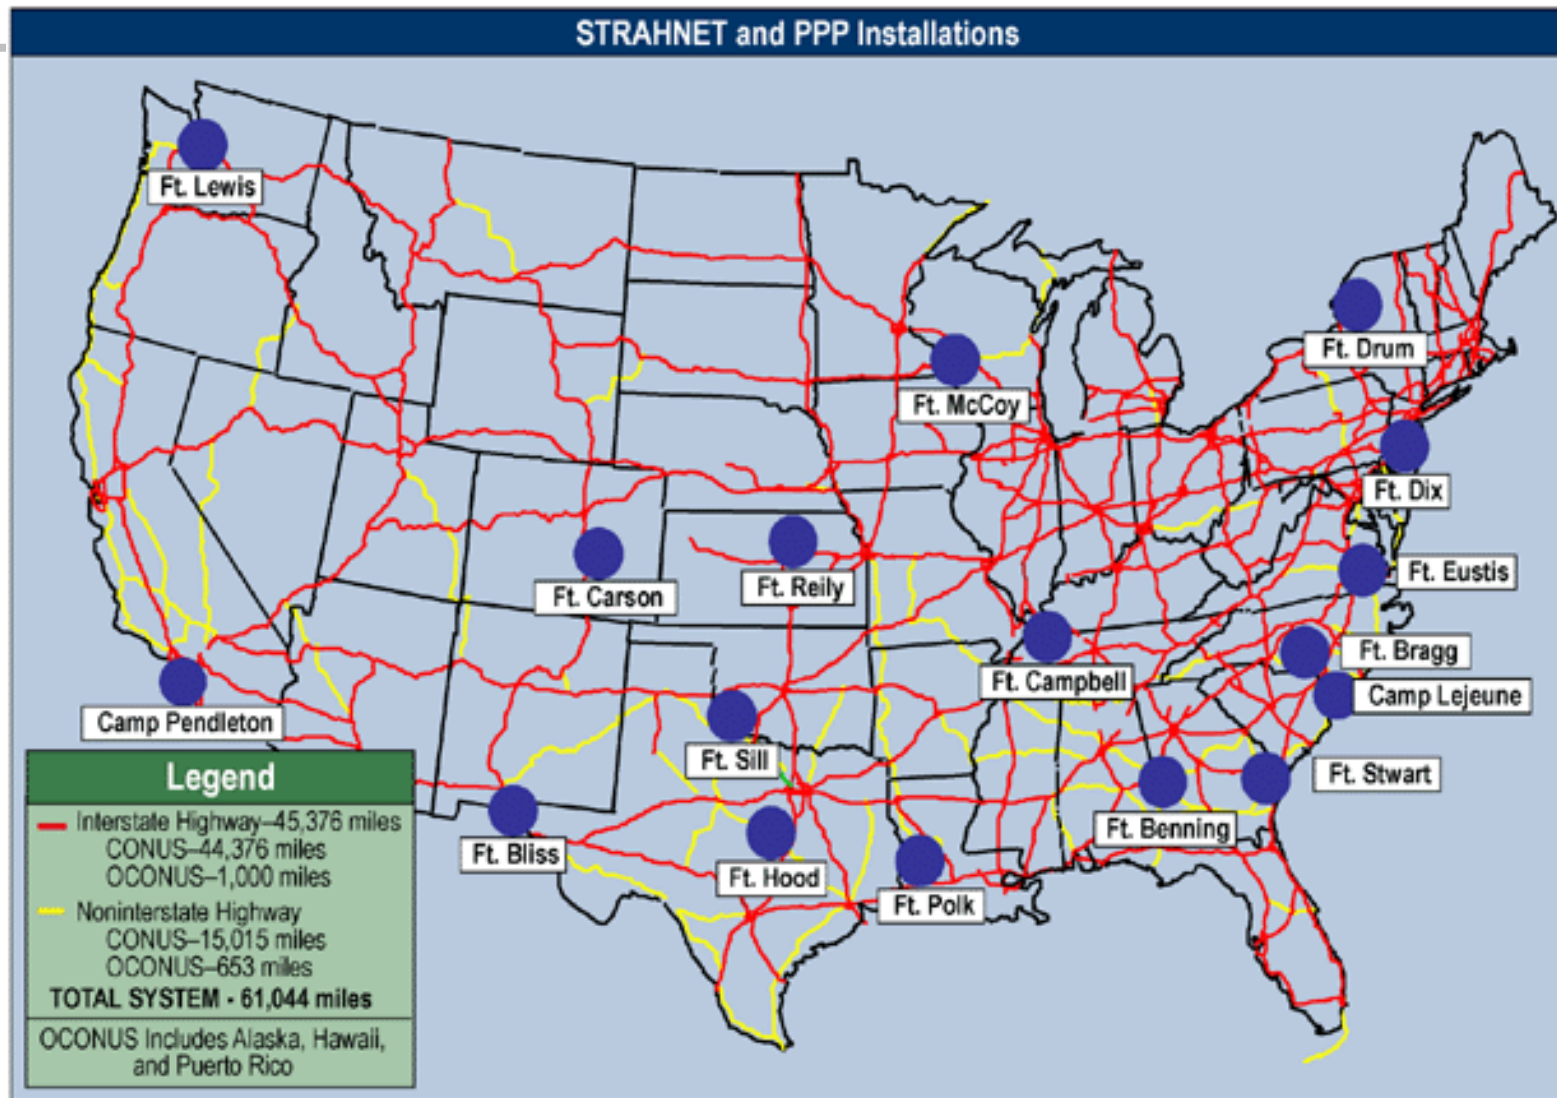 STRAHNET and PPP Installations
Ft. Lewis
Ft. Drum
Ft. McCoy
Ft. Dix
Ft. Carson
Ft. Reily
Ft. Eustis
Ft. Campbell
Ft. Bragg
Camp Lejeune
Camp Pendleton
Ft. Sill
Ft. Stwart
Ft. Benning
Ft. Bliss
Ft. Hood
Ft. Polk
Legend
Interstate Highway–45,376 miles
CONUS–44,376 miles
OCONUS–1,000 miles
Noninterstate Highway
CONUS–15,015 miles
OCONUS–653 miles
TOTAL SYSTEM - 61,044 miles
OCONUS Includes Alaska, Hawaii,
and Puerto Rico